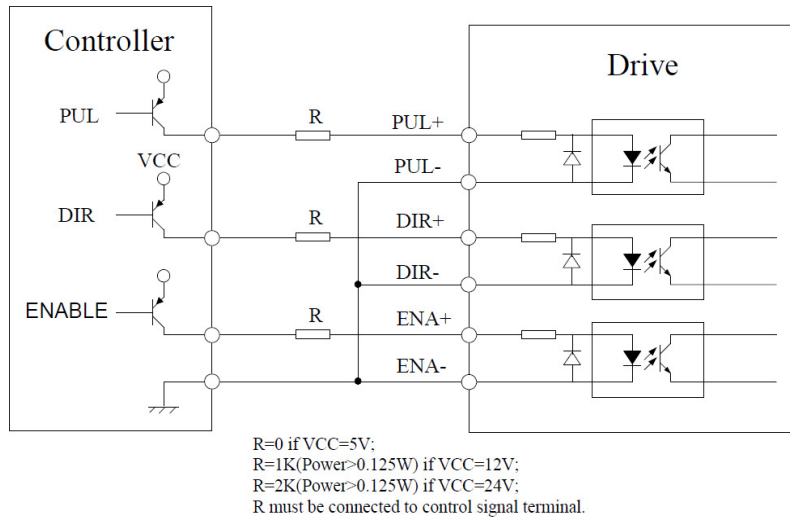 Controller
Drive
PUL
R
PUL+
VCC
PUL-
DIR
R
DIR+
DIR-
ENABLE
R
ENA+
ENA-
R=0 if VCC=5V;
R=1K(Power>0.125W) if VCC=12V;
R=2K(Power>0.125W) if VCC=24V;
R must be connected to control signal terminal.